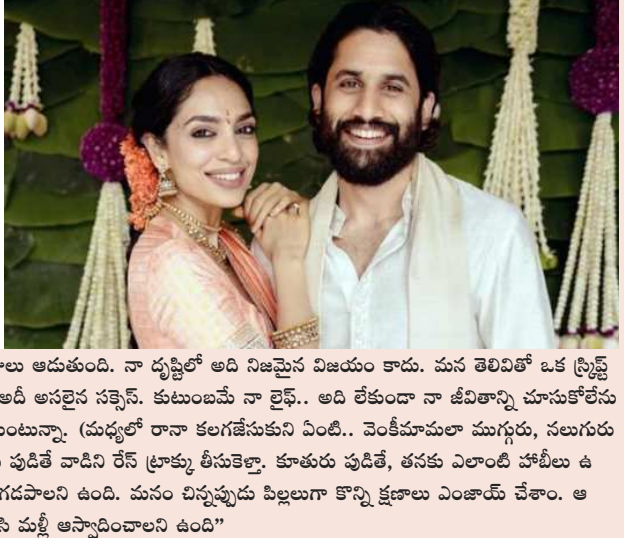 ాలు ఆడుతుంది. నా దృష్టిలో అది నిజమైన విజయం కాదు. మన తెలివితో ఒక స్క్రిప్ట్
అదీ అసలైన సక్సెస్. కుటుంబమే నా లైఫ్.. అది లేకుండా నా జీవితాన్ని చూసుకోలేను
ుంటున్నా. (మధ్యలో రానా కలగజేసుకుని ఏంటి.. వెంకీమామలా ముగ్గురు, నలుగురు
పుడితే వాడిని రేస్ ట్రాక్కు తీసుకెళ్తా. కూతురు పుడితే, తనకు ఎలాంటి హాబీలు ఉ
గడపాలని ఉంది. మనం చిన్నప్పుడు పిల్లలుగా కొన్ని క్షణాలు ఎంజాయ్ చేశాం. ఆ
సి మళ్లీ ఆస్వాదించాలని ఉంది”